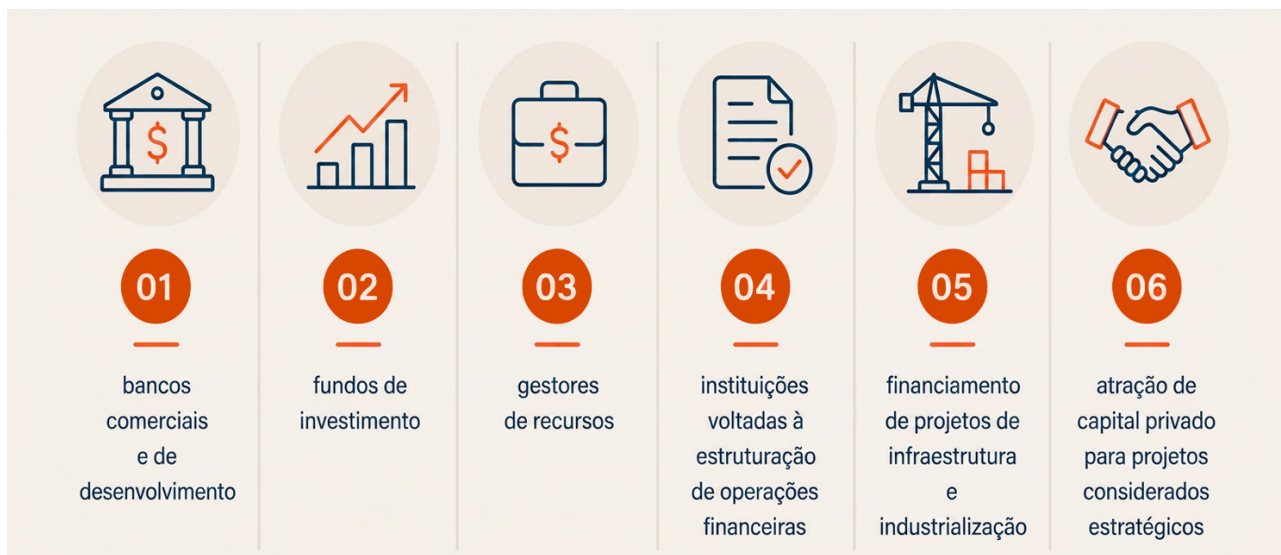 $
$
01
bancos
comerciais
e de
desenvolvimento
02
fundos de
investimento
03
gestores
de recursos
04
instituições
voltadas à
estruturação
de operações
financeiras
05
financiamento
de projetos de
infraestrutura
e
industrialização
06
atração de
capital privado
para projetos
considerados
estratégicos